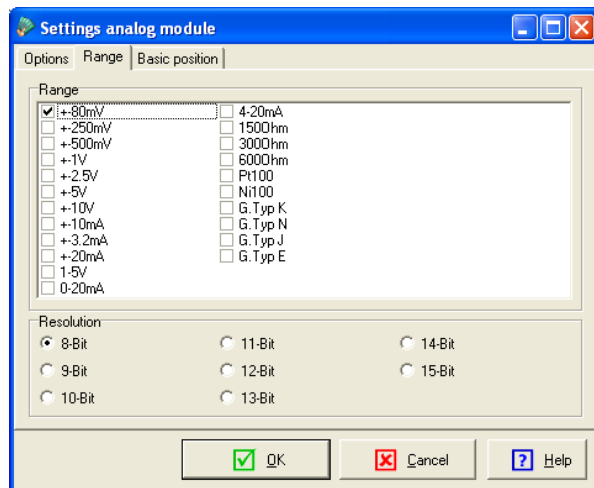 Settings analog module
Options Range Basic position
Range
+-80mV
+-250mV
+-500mV
+-1V
+-2.5V
+-5V
+-10V
+-10mA
+-3.2mA
+-20mA
1-5V
0-20mA
4-20mA
150Ohm
300Ohm
600Ohm
Pt100
Ni100
G.Typ K
G.Typ N
G.Typ J
G.Typ E
Resolution
8-Bit
9-Bit
10-Bit
11-Bit
12-Bit
13-Bit
14-Bit
15-Bit
OK Cancel ? Help